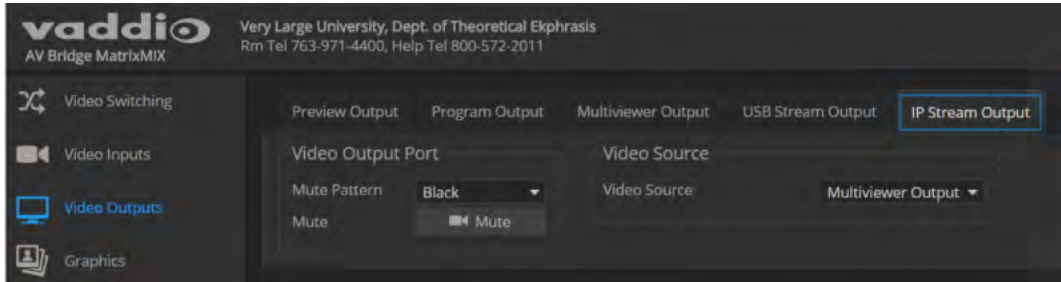 vaddio
AV Bridge MatrixMIX
Very Large University, Dept. of Theoretical Ekphrasis
Rm Tel 763-971-4400, Help Tel 800-572-2011
Video Switching
Video Inputs
Video Outputs
Graphics
Preview Output Program Output Multiviewer Output USB Stream Output IP Stream Output
Video Output Port
Mute Pattern Black
Mute Mute
Video Source
Video Source Multiviewer Output